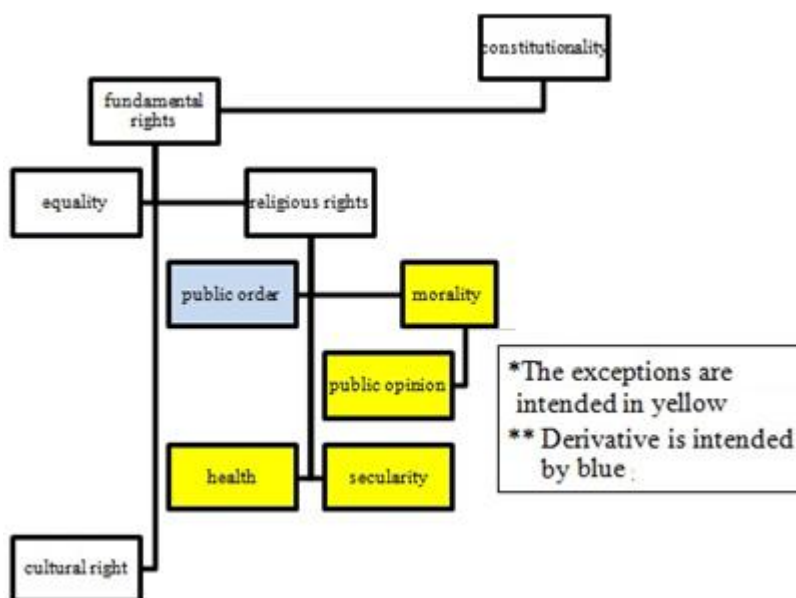 constitutionality
fundamental
rights
equality
religious rights
public order
morality
public opinion
health
secularity
cultural right
*The exceptions are
intended in yellow
** Derivative is intended
by blue :